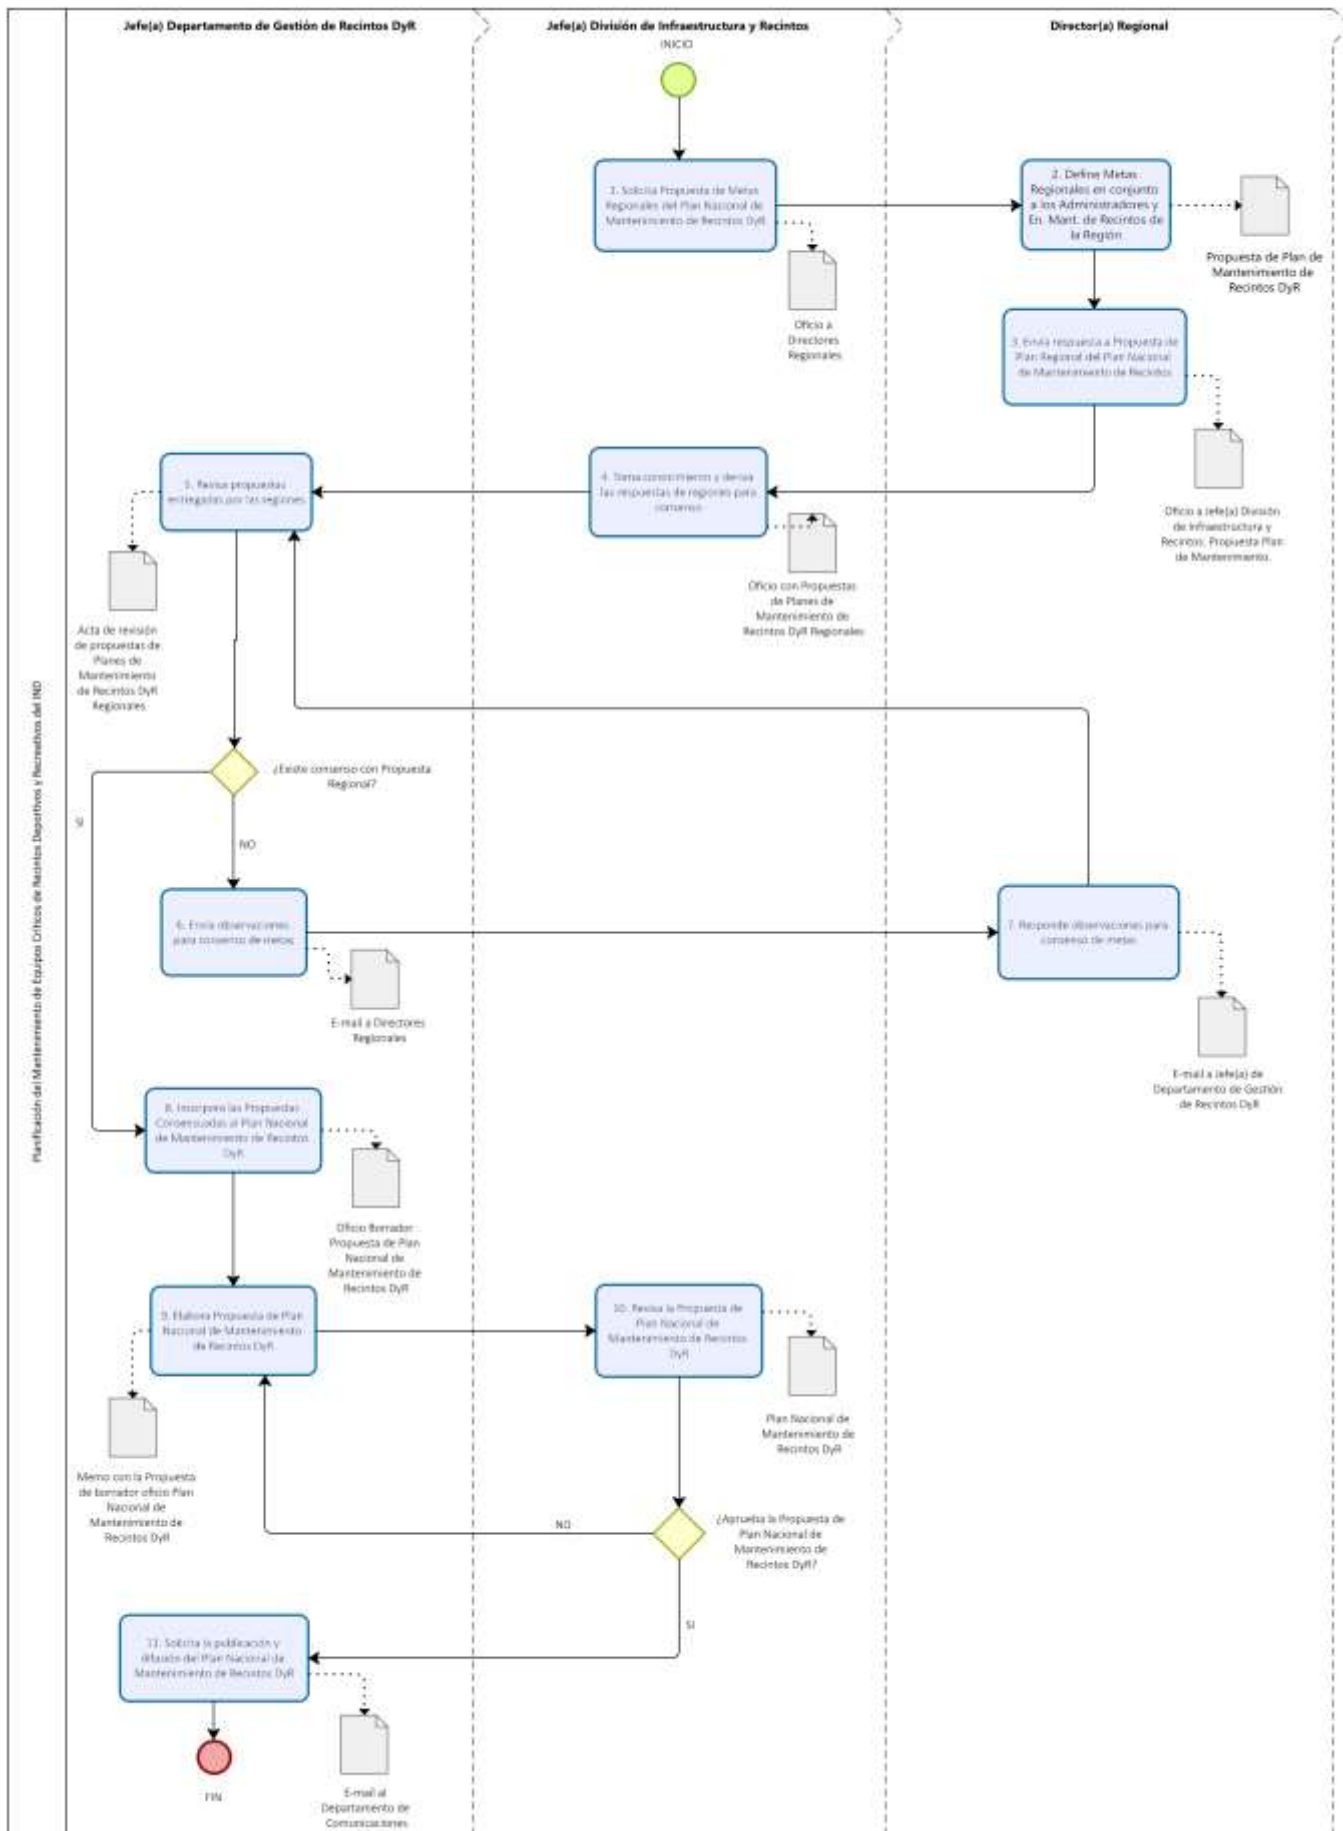 Jefe(a) Departamento de Gestión de Recintos DyR
Jefe(a) División de Infraestructura y Recintos
Director(a) Regional
Planificación del Mantenimiento de Equipos Críticos de Recintos Deportivos y Recreativos del IND
INICIO
1. Solicita Propuesta de Metas
Regionales del Plan Nacional de
Mantenimiento de Recintos DyR
Oficio a
Directores
Regionales
2. Define Metas
Regionales en conjunto
a los Administradores y
En. Mant. de Recintos de
la Región
Propuesta de Plan de
Mantenimiento de
Recintos DyR
3. Envía respuesta a Propuesta de
Plan Regional del Plan Nacional
de Mantenimiento de Recintos
Oficio a Jefe(a) División
de Infraestructura y
Recintos: Propuesta Plan
de Mantenimiento.
4. Toma conocimiento y deriva
las respuestas de regiones para
consenso
Oficio con Propuestas
de Planes de
Mantenimiento de
Recintos DyR Regionales
5. Revisa propuestas
entregadas por las regiones
Acta de revisión
de propuestas de
Planes de
Mantenimiento
de Recintos DyR
Regionales
¿Existe consenso con Propuesta
Regional?
SI
NO
6. Envía observaciones
para consenso de metas
E-mail a Directores
Regionales
7. Responde observaciones para
consenso de metas
E-mail a Jefe(a) de
Departamento de Gestión
de Recintos DyR
8. Incorpora las Propuestas
Consensuadas al Plan Nacional
de Mantenimiento de Recintos
DyR
Oficio Borrador
Propuesta de Plan
Nacional de
Mantenimiento de
Recintos DyR
9. Elabora Propuesta de Plan
Nacional de Mantenimiento
de Recintos DyR
Memo con la Propuesta
de borrador oficio Plan
Nacional de
Mantenimiento de
Recintos DyR
10. Revisa la Propuesta de
Plan Nacional de
Mantenimiento de Recintos
DyR
Plan Nacional de
Mantenimiento de
Recintos DyR
¿Aprueba la Propuesta de
Plan Nacional de
Mantenimiento de
Recintos DyR?
NO
SI
11. Solicita la publicación y
difusión del Plan Nacional de
Mantenimiento de Recintos DyR
E-mail al
Departamento de
Comunicaciones
FIN